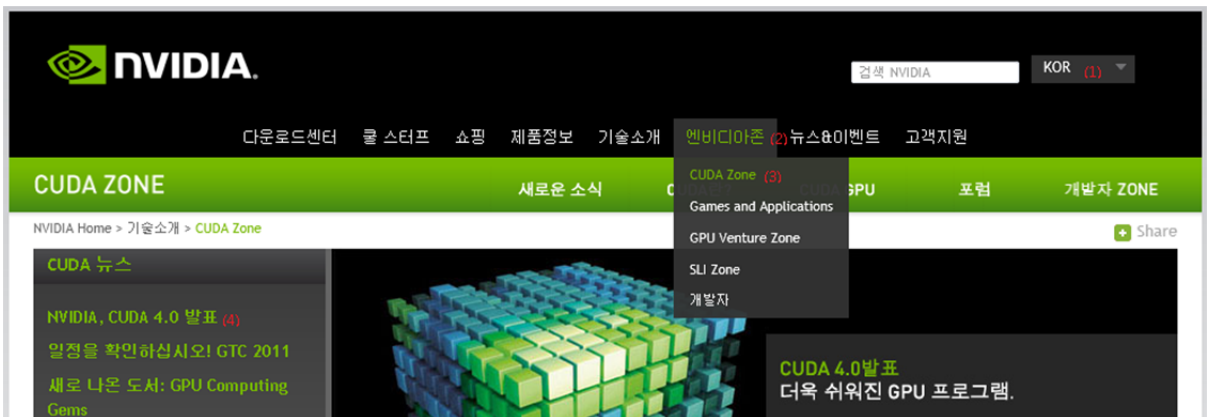 NVIDIA.
검색 NVIDIA
KOR (1)
다운로드센터 쿨 스터프 쇼핑 제품정보 기술소개 엔비디아존 (2) 뉴스&이벤트 고객지원
CUDA ZONE
새로운 소식
GPU
포럼
개발자 ZONE
CUDA Zone (3)
Games and Applications
GPU Venture Zone
SLI Zone
개발자
NVIDIA Home > 기술소개 > CUDA Zone
Share
CUDA 뉴스
NVIDIA, CUDA 4.0 발표 (4)
일정을 확인하십시오! GTC 2011
새로 나온 도서: GPU Computing
Gems
CUDA 4.0발표
더욱 쉬워진 GPU 프로그램.